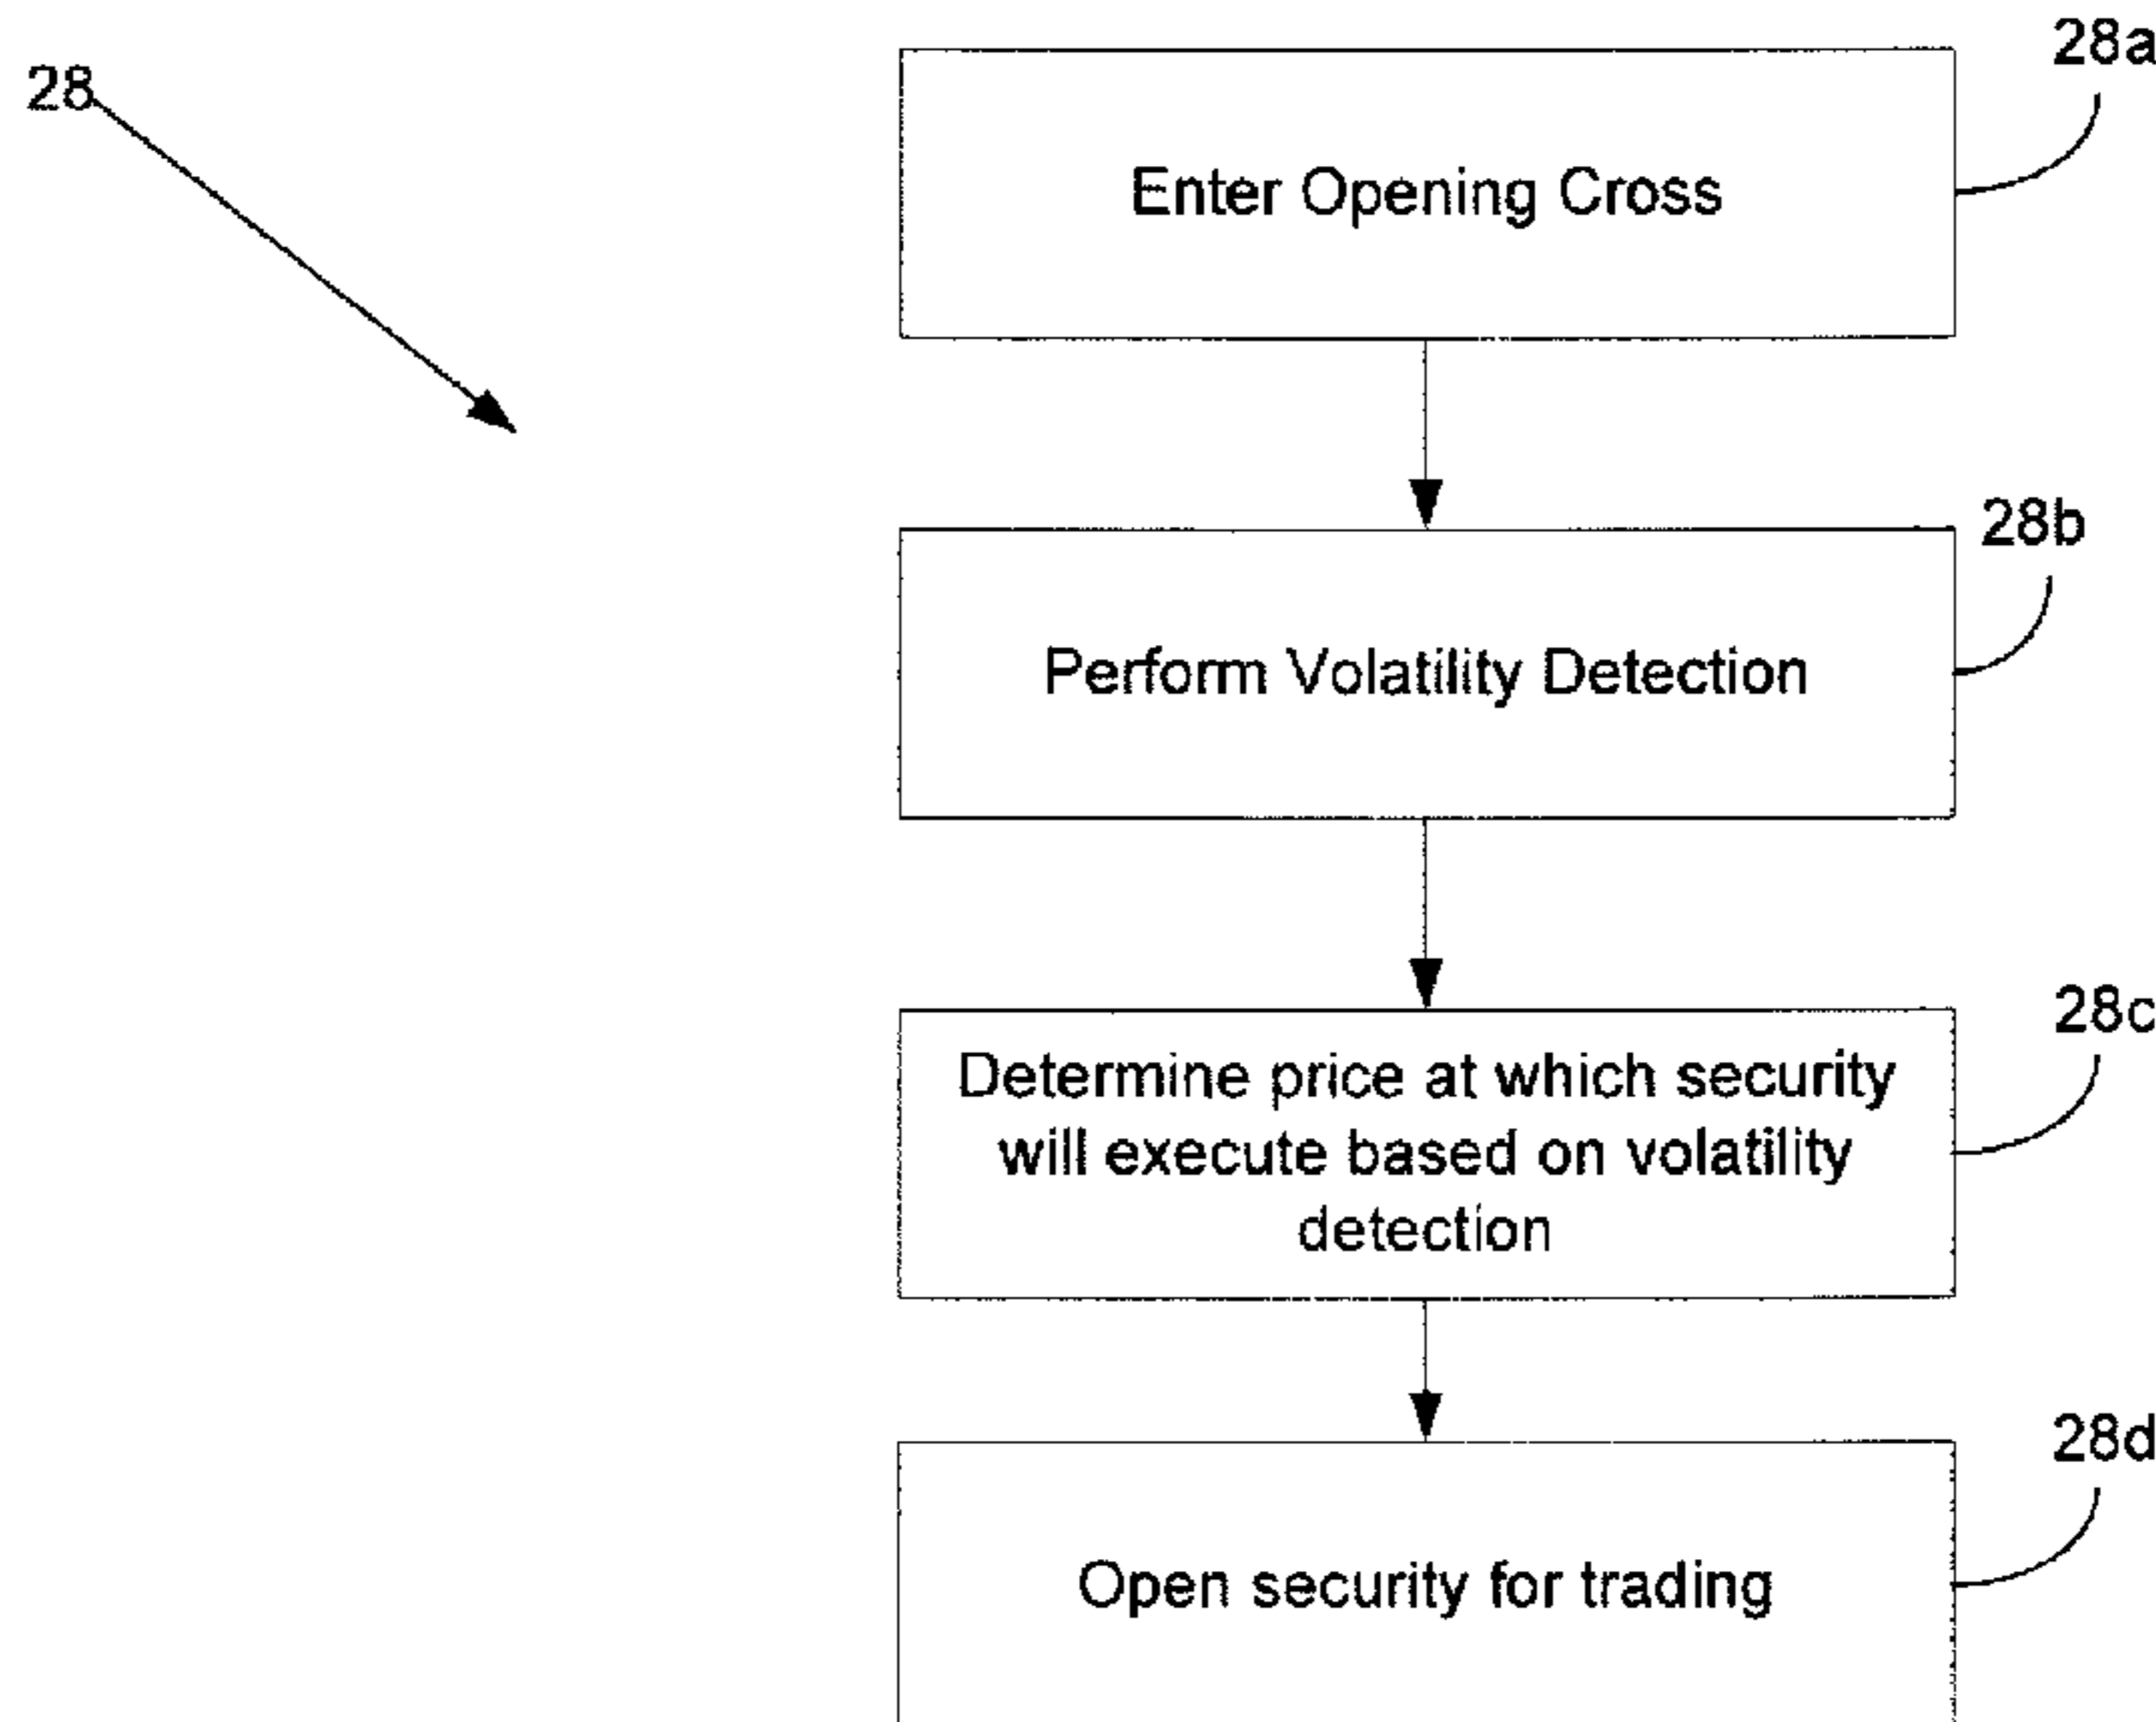 28
28a
Enter Opening Cross
28b
Perform Volatility Detection
28c
Determine price at which security
will execute based on volatility
detection
28d
Open security for trading